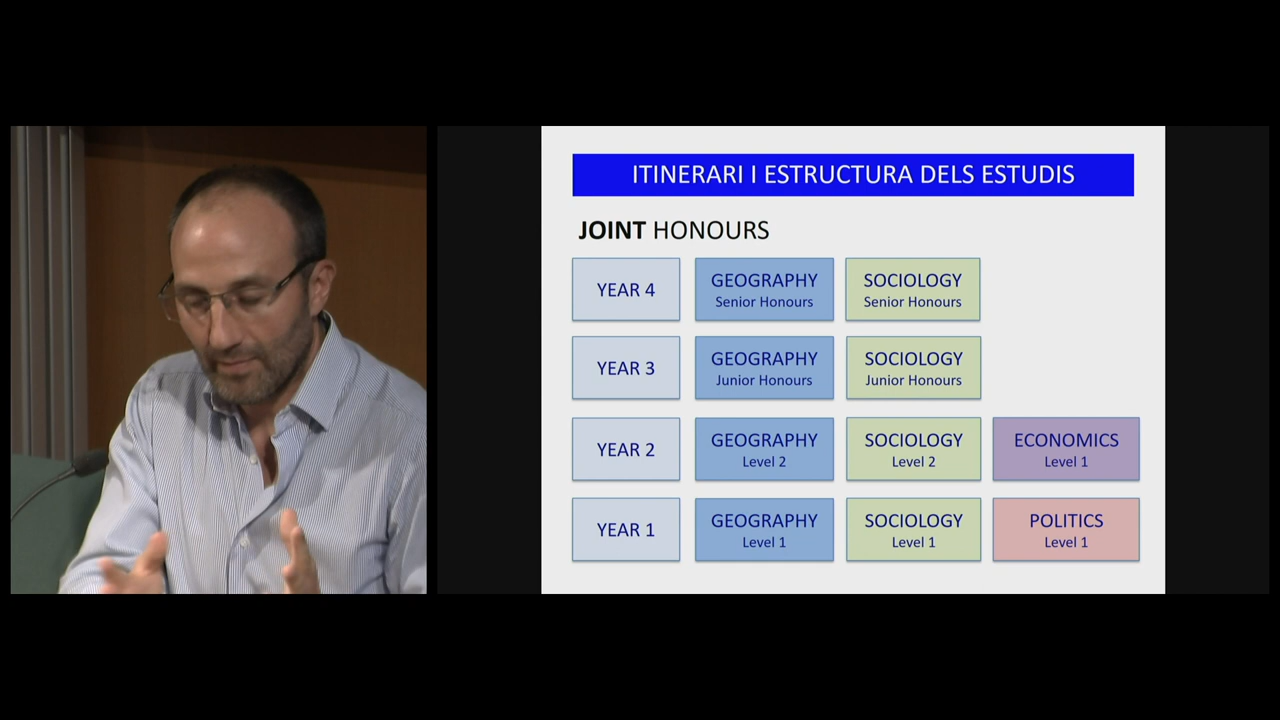 ITINERARI I ESTRUCTURA DELS ESTUDIS
JOINT HONOURS
YEAR 4
GEOGRAPHY
Senior Honours
SOCIOLOGY
Senior Honours
YEAR 3
GEOGRAPHY
Junior Honours
SOCIOLOGY
Junior Honours
YEAR 2
GEOGRAPHY
Level 2
SOCIOLOGY
Level 2
ECONOMICS
Level 1
YEAR 1
GEOGRAPHY
Level 1
SOCIOLOGY
Level 1
POLITICS
Level 1